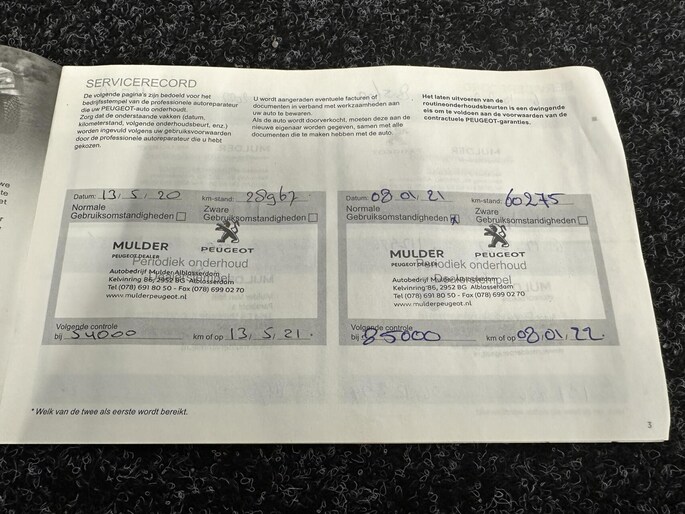 SERVICERECORD
De volgende pagina's zijn bedoeld voor het
bedrijfsstempel van de professionele autoreparateur
die uw PEUGEOT-auto onderhoudt.
Zorg dat de onderstaande vakken (datum,
kilometerstand, volgende onderhoudsbeurt, enz.)
worden ingevuld volgens uw gebruiksvoorwaarden
door de professionele autoreparateur die u hebt
gekozen.
U wordt aangeraden eventuele facturen of
documenten in verband met werkzaamheden aan
uw auto te bewaren.
Als de auto wordt doorverkocht, moeten deze aan de
nieuwe eigenaar worden gegeven, samen met alle
documenten die te maken hebben met de auto.
Het laten uitvoeren van de
routineonderhoudsbeurten is een dwingende
eis om te voldoen aan de voorwaarden van de
contractuele PEUGEOT-garanties.
Datum: 13, 5, 20 km-stand: 28967
Normale
Gebruiksomstandigheden
Zware
Gebruiksomstandigheden
MULDER
PEUGEOT DEALER
PEUGEOT
Periodiek onderhoud
Autobedrijf Mulder Alblasserdam
Kelvinring 86, 2952 BG Alblasserdam
Tel (078) 691 80 50 - Fax (078) 699 02 70
www.mulderpeugeot.nl
Volgende controle
bij 54000 km of op 13, 5, 21.
Datum: 08,01,21 km-stand: 60275
Normale
Gebruiksomstandigheden x
Zware
Gebruiksomstandigheden
MULDER
PEUGEOT DEALER
PEUGEOT
Periodiek onderhoud
Dealerstempel
Autobedrijf Mulder Alblasserdam
Kelvinring 86, 2952 BG Alblasserdam
Tel (078) 691 80 50 - Fax (078) 699 02 70
www.mulderpeugeot.nl
Volgende controle
bij 85000 km of op 08,01,22.
* Welk van de twee als eerste wordt bereikt.
3